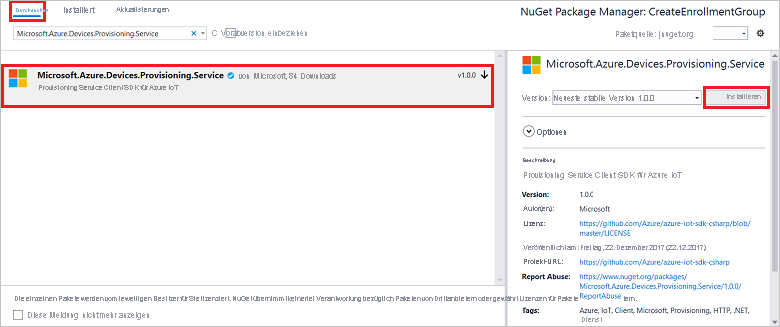 Durchsuchen Installiert Aktualisierungen
NuGet Package Manager: CreateEnrollmentGroup
Microsoft.Azure.Devices.Provisioning.Service
Vorabversion einbeziehen
Paketquelle: nuget.org
Microsoft.Azure.Devices.Provisioning.Service von Microsoft, 84 Downloads v1.0.0
Provisioning Service Client SDK für Azure IoT
Microsoft.Azure.Devices.Provisioning.Service
Version: Neueste stabile Version 1.0.0 Installieren
Optionen
Beschreibung
Provisioning Service Client SDK für Azure IoT
Version: 1.0.0
Autor(en): Microsoft
Lizenz: https://github.com/Azure/azure-iot-sdk-csharp/blob/
master/LICENSE
Veröffentlicht am: Freitag, 22. Dezember 2017 (22.12.2017)
Projekt-URL: https://github.com/Azure/azure-iot-sdk-csharp
Report Abuse: https://www.nuget.org/packages/
Microsoft.Azure.Devices.Provisioning.Service/1.0.0/
ReportAbuse
Tags: Azure, IoT, Client, Microsoft, Provisioning, HTTP, .NET,
Dienst
Die einzelnen Pakete werden vom jeweiligen Besitzer für Sie lizenziert. NuGet übernimmt keinerlei Verantwortung bezüglich Paketen von Drittanbietern oder gewährt Lizenzen für Pakete
Diese Meldung nicht mehr anzeigen